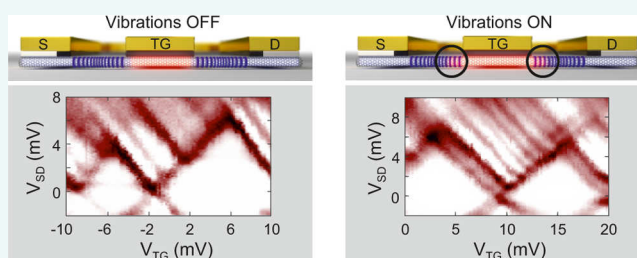 Vibrations OFF
S
TG
D
8
4
0
V_SD (mV)
-10
-6
-2
2
6
10
V_TG (mV)
Vibrations ON
S
TG
D
8
4
0
V_SD (mV)
0
5
10
15
20
V_TG (mV)